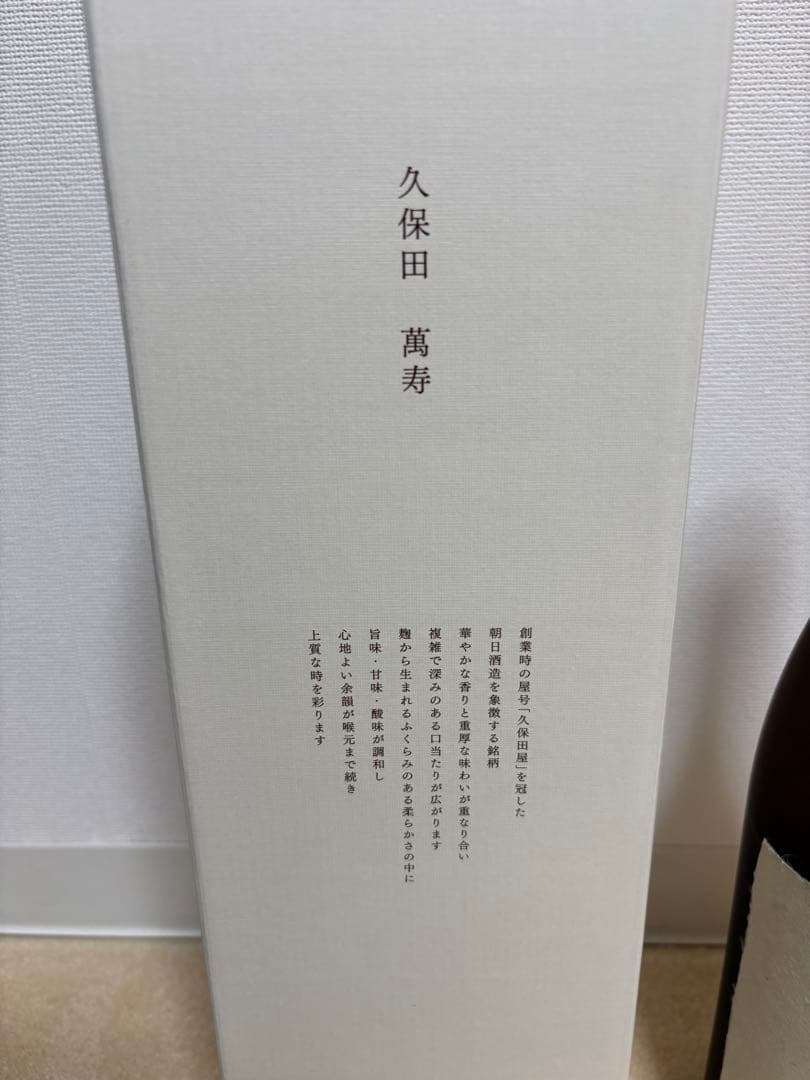 久保田 萬寿
創業時の屋号「久保田屋」を冠した
朝日酒造を象徴する銘柄
華やかな香りと重厚な味わいが重なり合い
複雑で深みのある口当たりが広がります
麹から生まれるふくらみのある柔らかさの中に
旨味・甘味・酸味が調和し
心地よい余韻が喉元まで続き
上質な時を彩ります